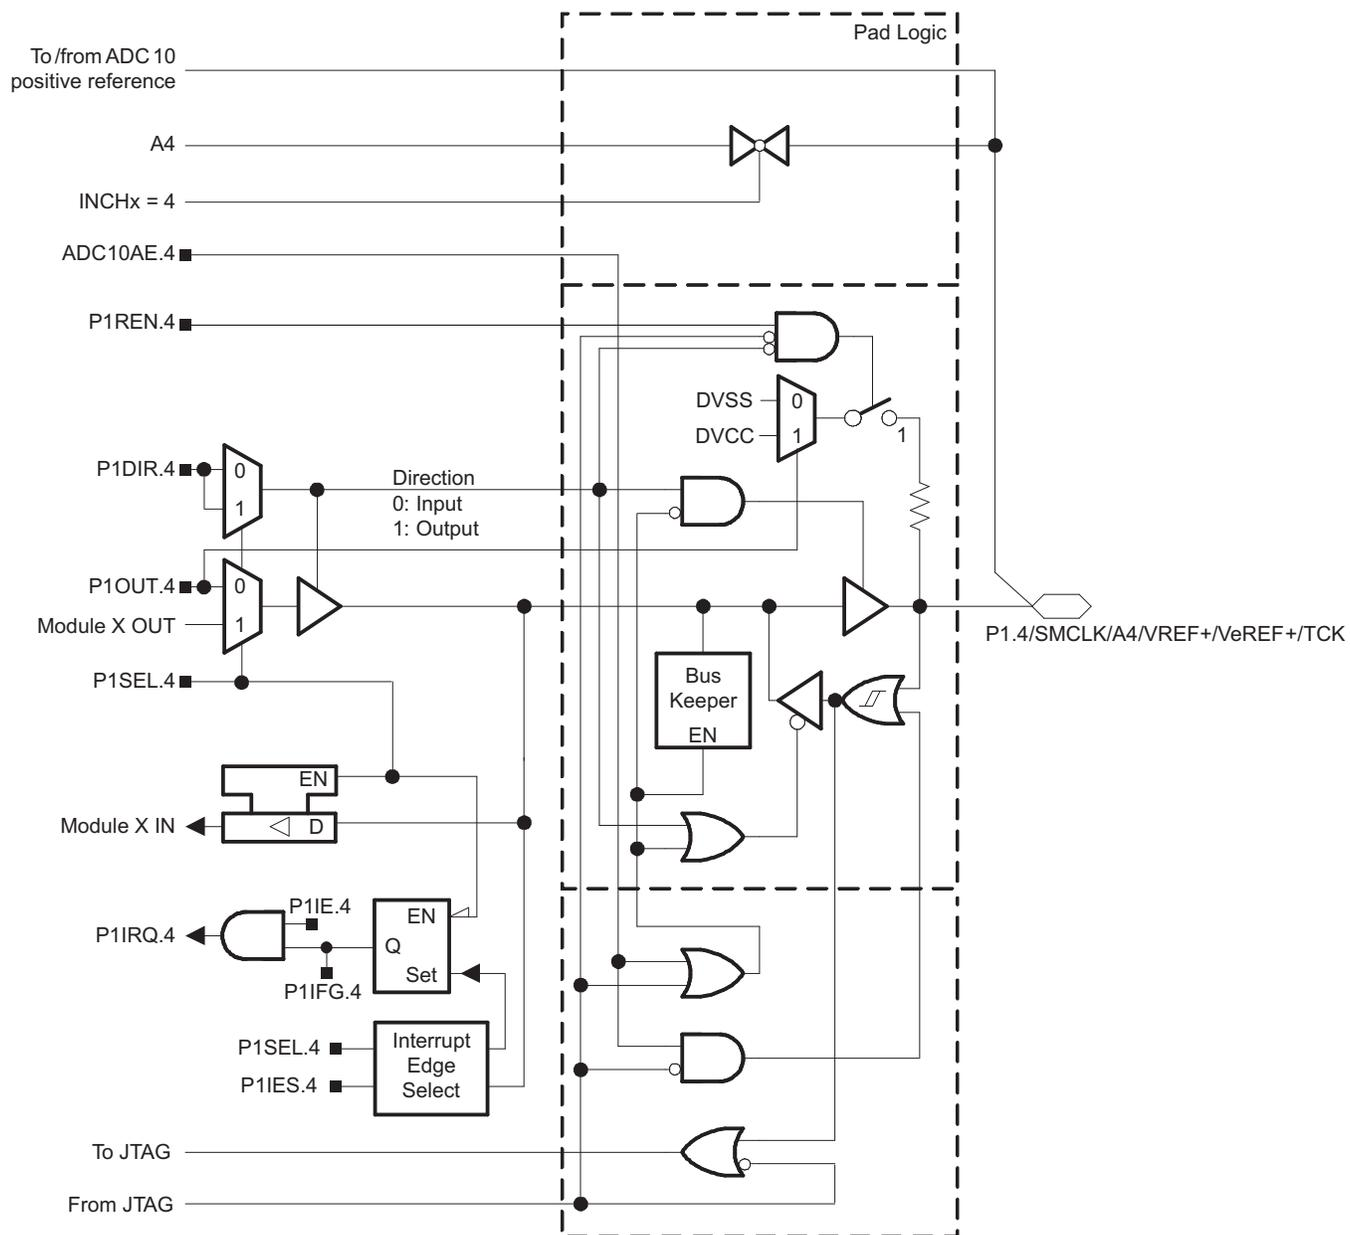 Pad Logic
To/from ADC10
positive reference
A4
INCHx = 4
ADC10AE.4
P1REN.4
DVSS
0
DVCC
1
1
P1DIR.4
0
1
Direction
0: Input
1: Output
P1OUT.4
0
Module X OUT
1
P1.4/SMCLK/A4/VREF+/VeREF+/TCK
P1SEL.4
Bus
Keeper
EN
EN
Module X IN
D
P1IE.4
P1IRQ.4
EN
Q
Set
P1IFG.4
P1SEL.4
P1IES.4
Interrupt
Edge
Select
To JTAG
From JTAG